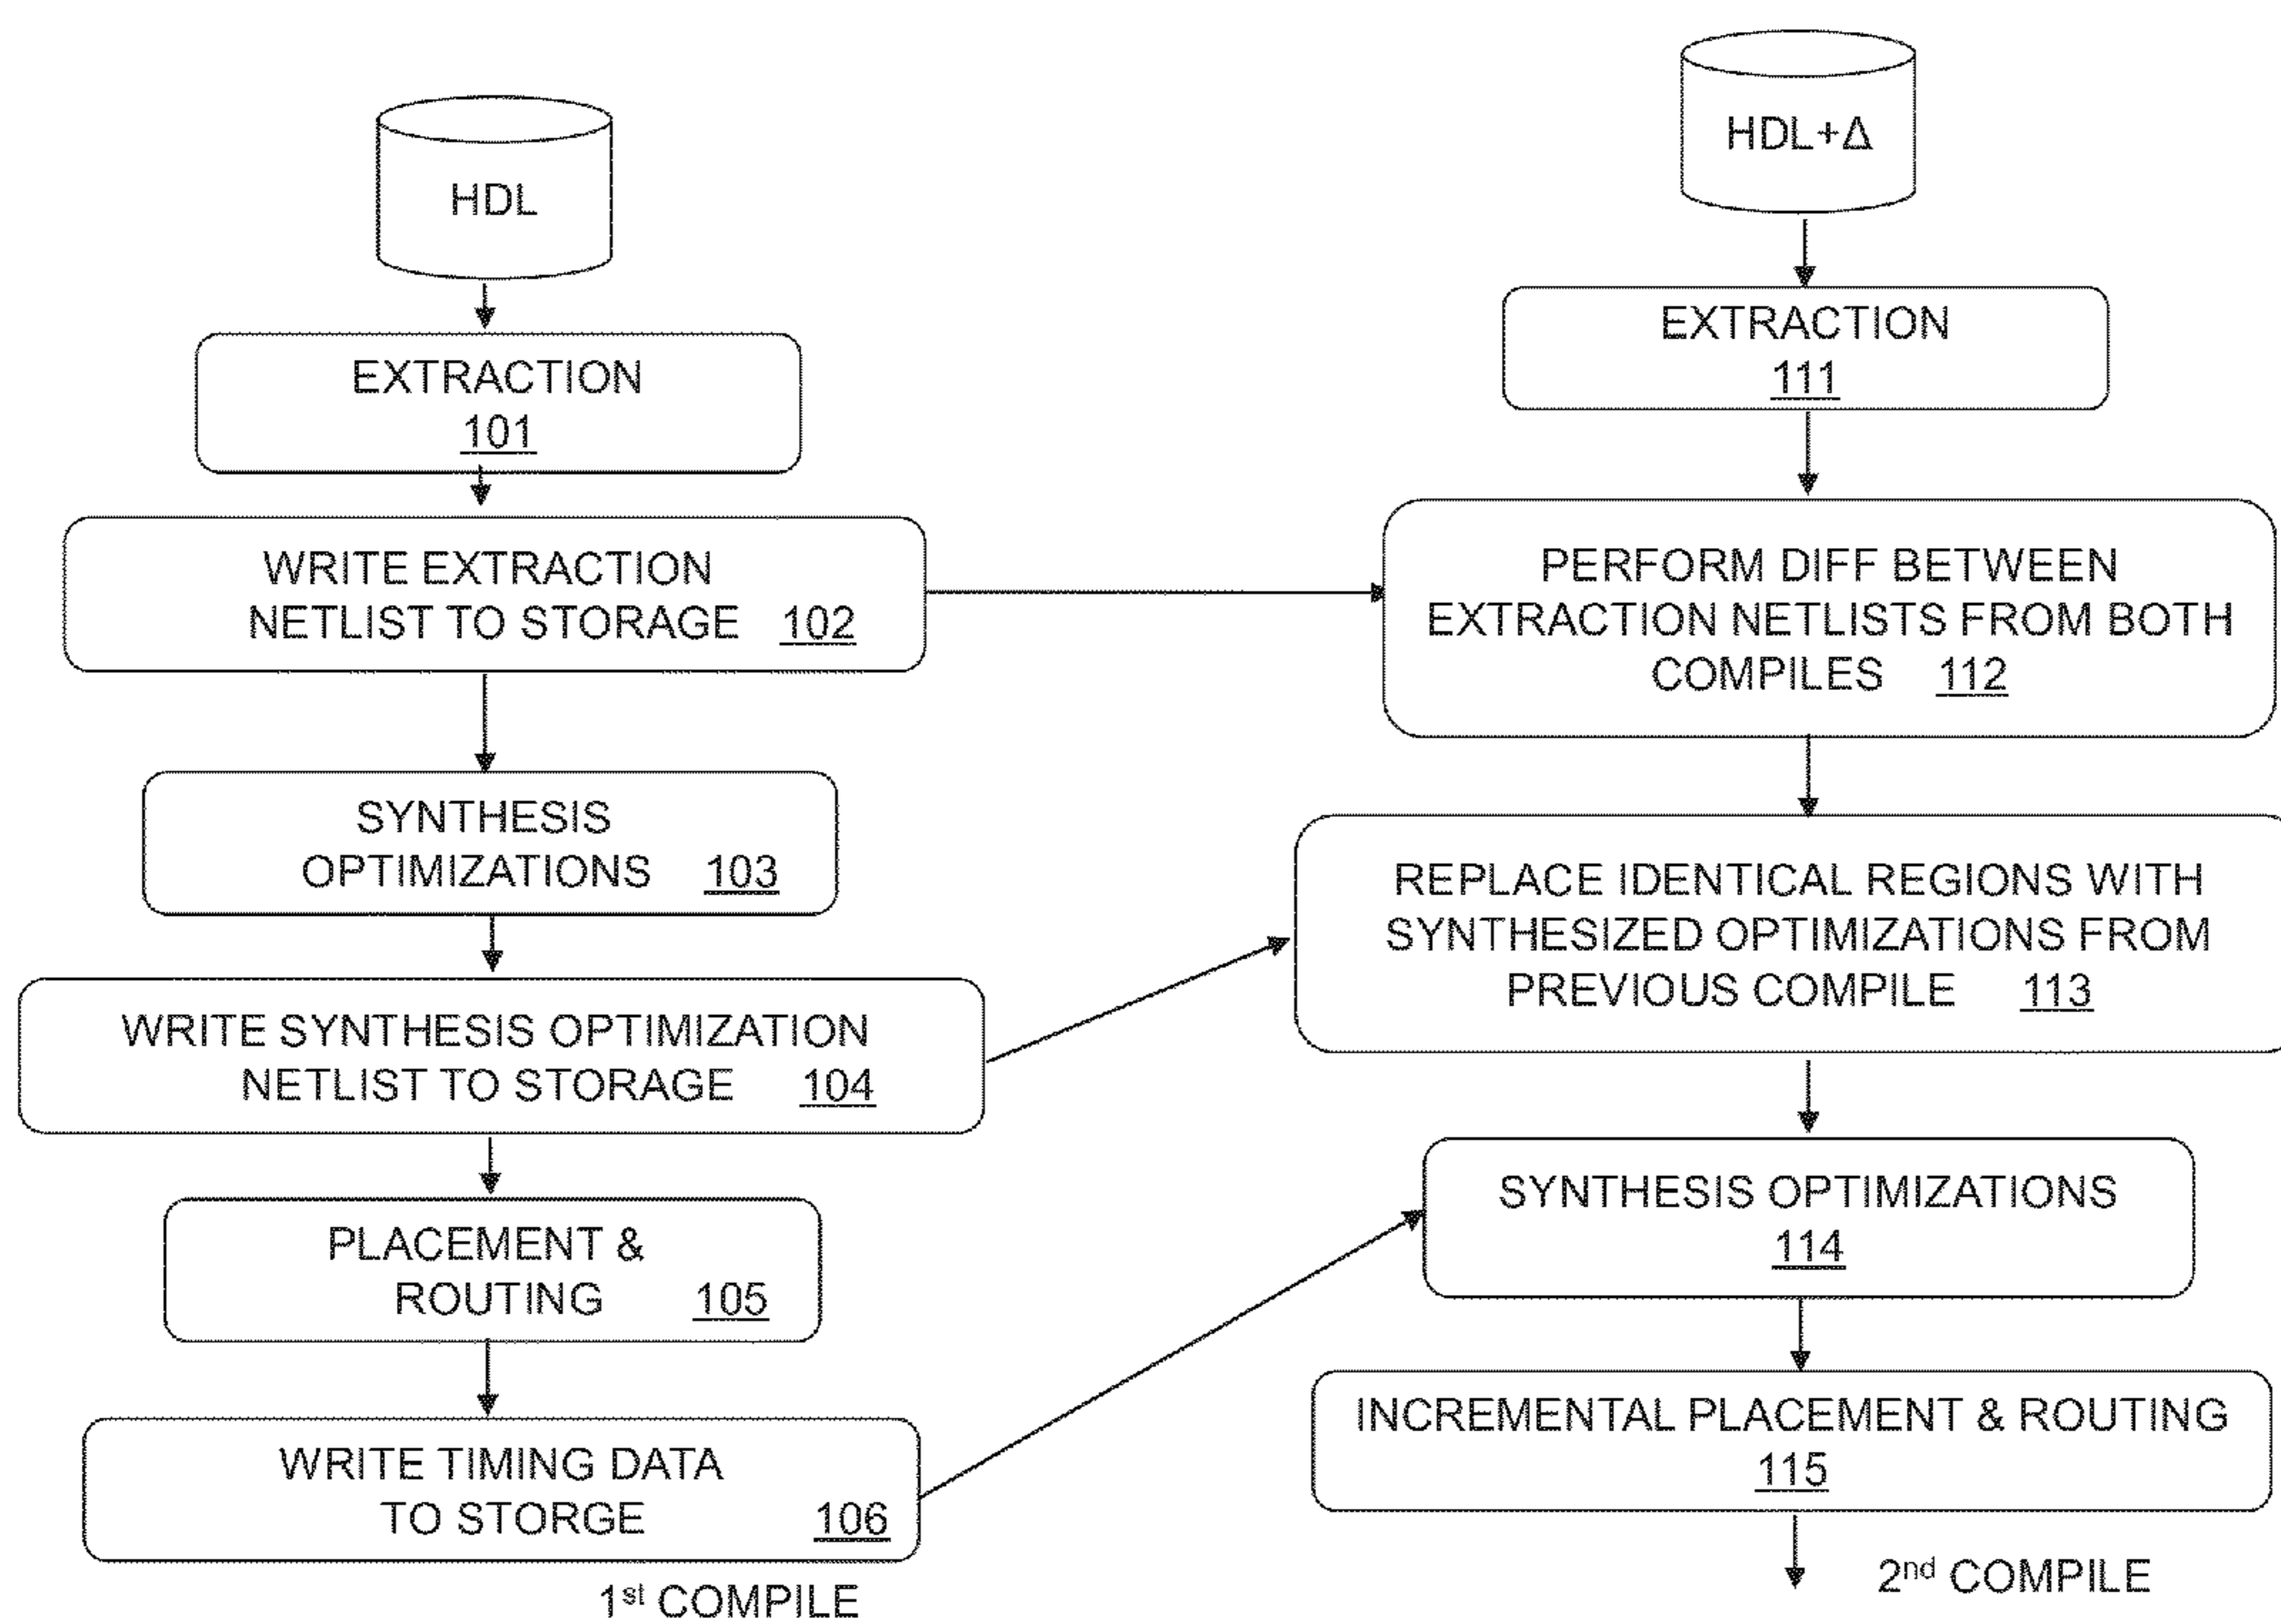 HDL
EXTRACTION
101
WRITE EXTRACTION
NETLIST TO STORAGE 102
SYNTHESIS
OPTIMIZATIONS 103
WRITE SYNTHESIS OPTIMIZATION
NETLIST TO STORAGE 104
PLACEMENT &
ROUTING 105
WRITE TIMING DATA
TO STORGE 106
1st COMPILE
HDL+Δ
EXTRACTION
111
PERFORM DIFF BETWEEN
EXTRACTION NETLISTS FROM BOTH
COMPILES 112
REPLACE IDENTICAL REGIONS WITH
SYNTHESIZED OPTIMIZATIONS FROM
PREVIOUS COMPILE 113
SYNTHESIS OPTIMIZATIONS
114
INCREMENTAL PLACEMENT & ROUTING
115
2nd COMPILE